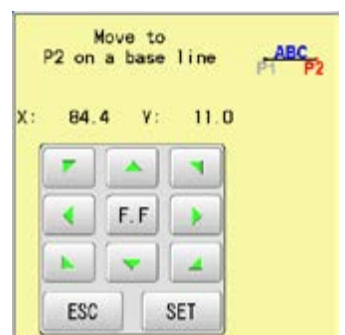 Move to
P2 on a base line
ABC
P1 P2
X: 84.4 Y: 11.0
F.F
ESC SET